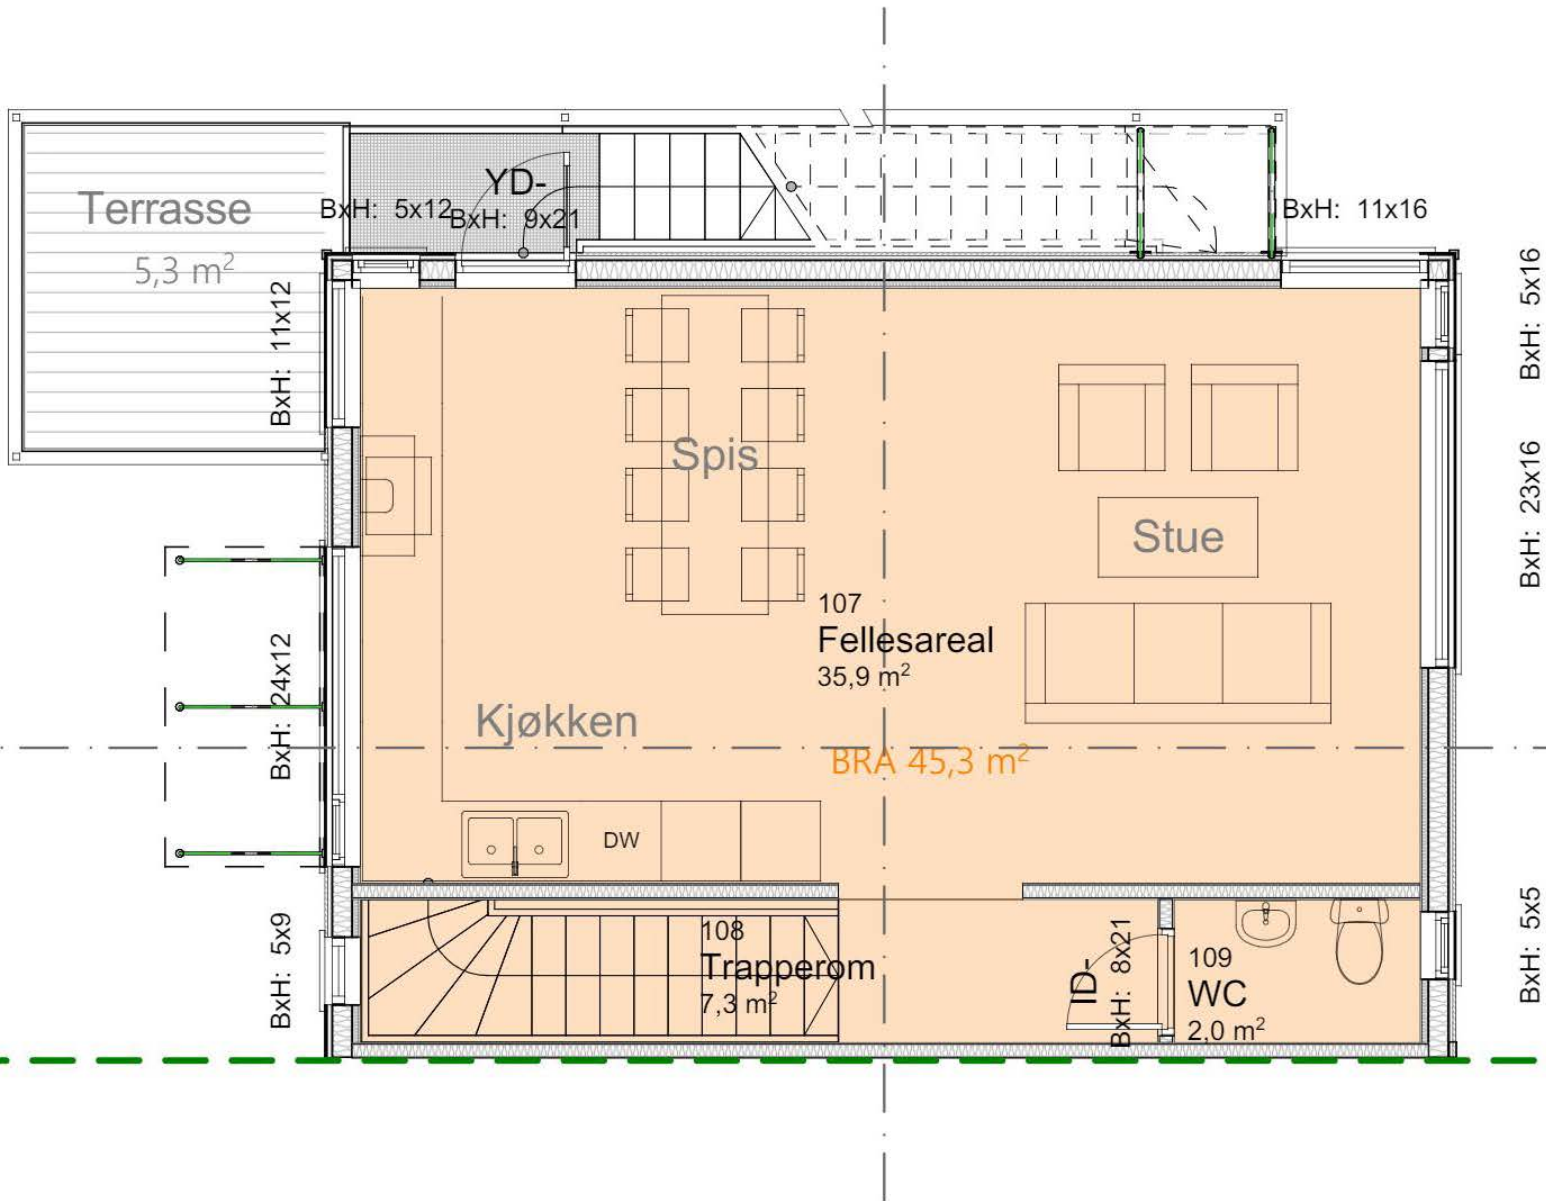 YD-
Terrasse
BxH: 5x12
BxH: 9x21
BxH: 11x16
5,3 m²
BxH: 11x12
BxH: 5x16
Spis
BxH: 23x16
Stue
107
Fellesareal
35,9 m²
BxH: 24x12
Kjøkken
BRA 45,3 m²
DW
BxH: 5x9
108
Trapperom
7,3 m²
ID-
BxH: 8x21
109
WC
2,0 m²
BxH: 5x5